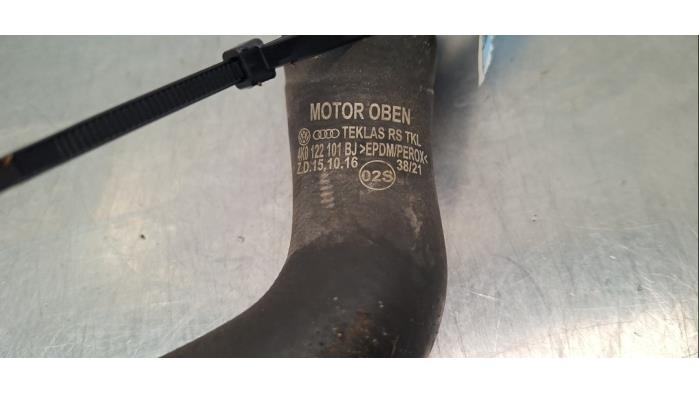 MOTOR OBEN
TEKLAS RS TKL
4K0 122 101 BJ >EPDM/PEROX<
Z.D.15.10.16 02S 38/21